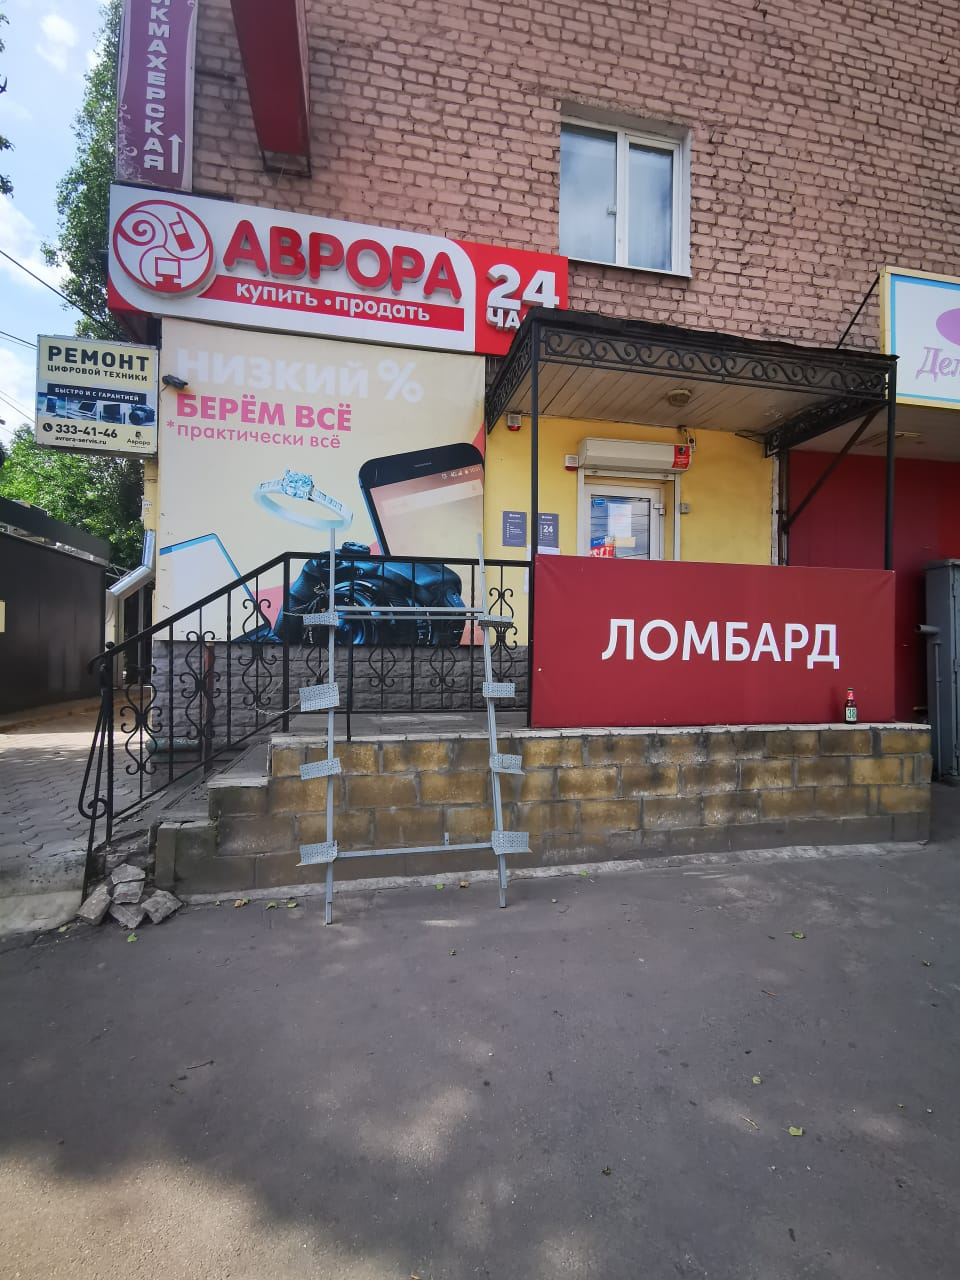 ИКМАХЕРСКАЯ
АВРОРА
купить • продать
24
ЧА
РЕМОНТ
ЦИФРОВОЙ ТЕХНИКИ
БЫСТРО И С ГАРАНТИЕЙ
333-41-46
avrora-servis.ru
Аврора
НИЗКИЙ %
БЕРЁМ ВСЁ
*практически всё
24
ЛОМБАРД
38